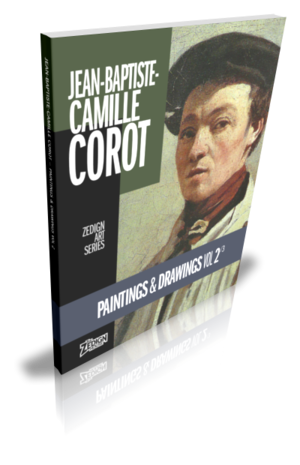 JEAN-BAPTISTE-
CAMILLE
COROT
ZEDIGN
ART
SERIES
PAINTINGS & DRAWINGS VOL 2
ZEDIGN
JEAN-BAPTISTE-CAMILLE COROT
PAINTINGS & DRAWINGS VOL 2